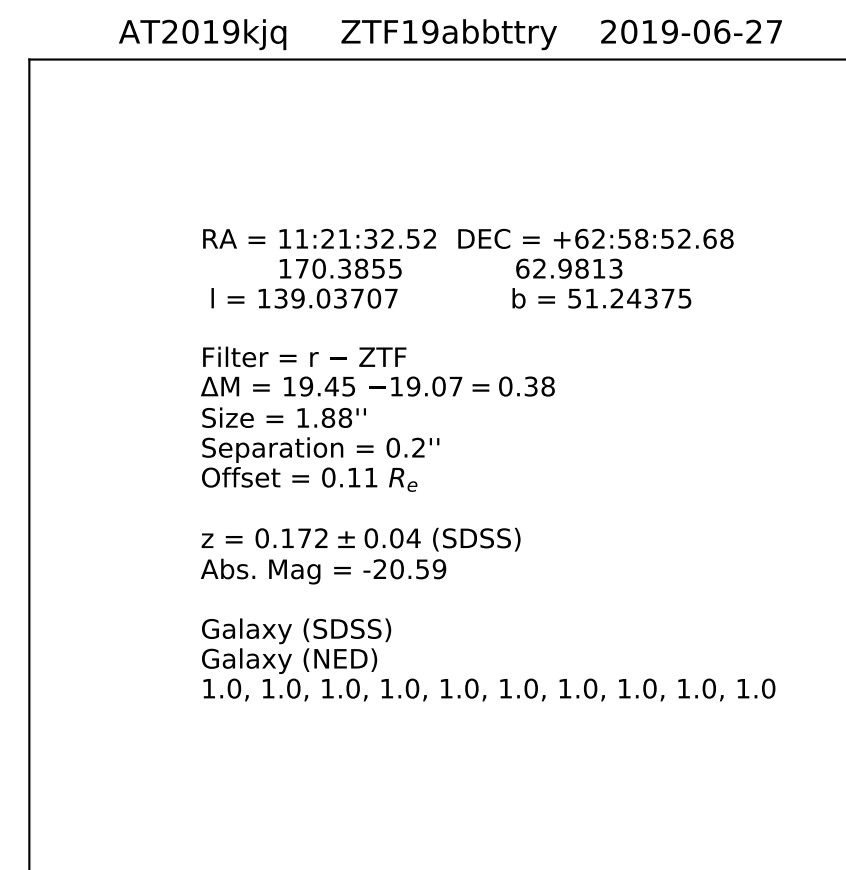 AT2019kjq ZTF19abbttry 2019-06-27
RA = 11:21:32.52 DEC = +62:58:52.68
170.3855 62.9813
l = 139.03707 b = 51.24375
Filter = r − ZTF
ΔM = 19.45 −19.07 = 0.38
Size = 1.88''
Separation = 0.2''
Offset = 0.11 Re
z = 0.172 ± 0.04 (SDSS)
Abs. Mag = -20.59
Galaxy (SDSS)
Galaxy (NED)
1.0, 1.0, 1.0, 1.0, 1.0, 1.0, 1.0, 1.0, 1.0, 1.0